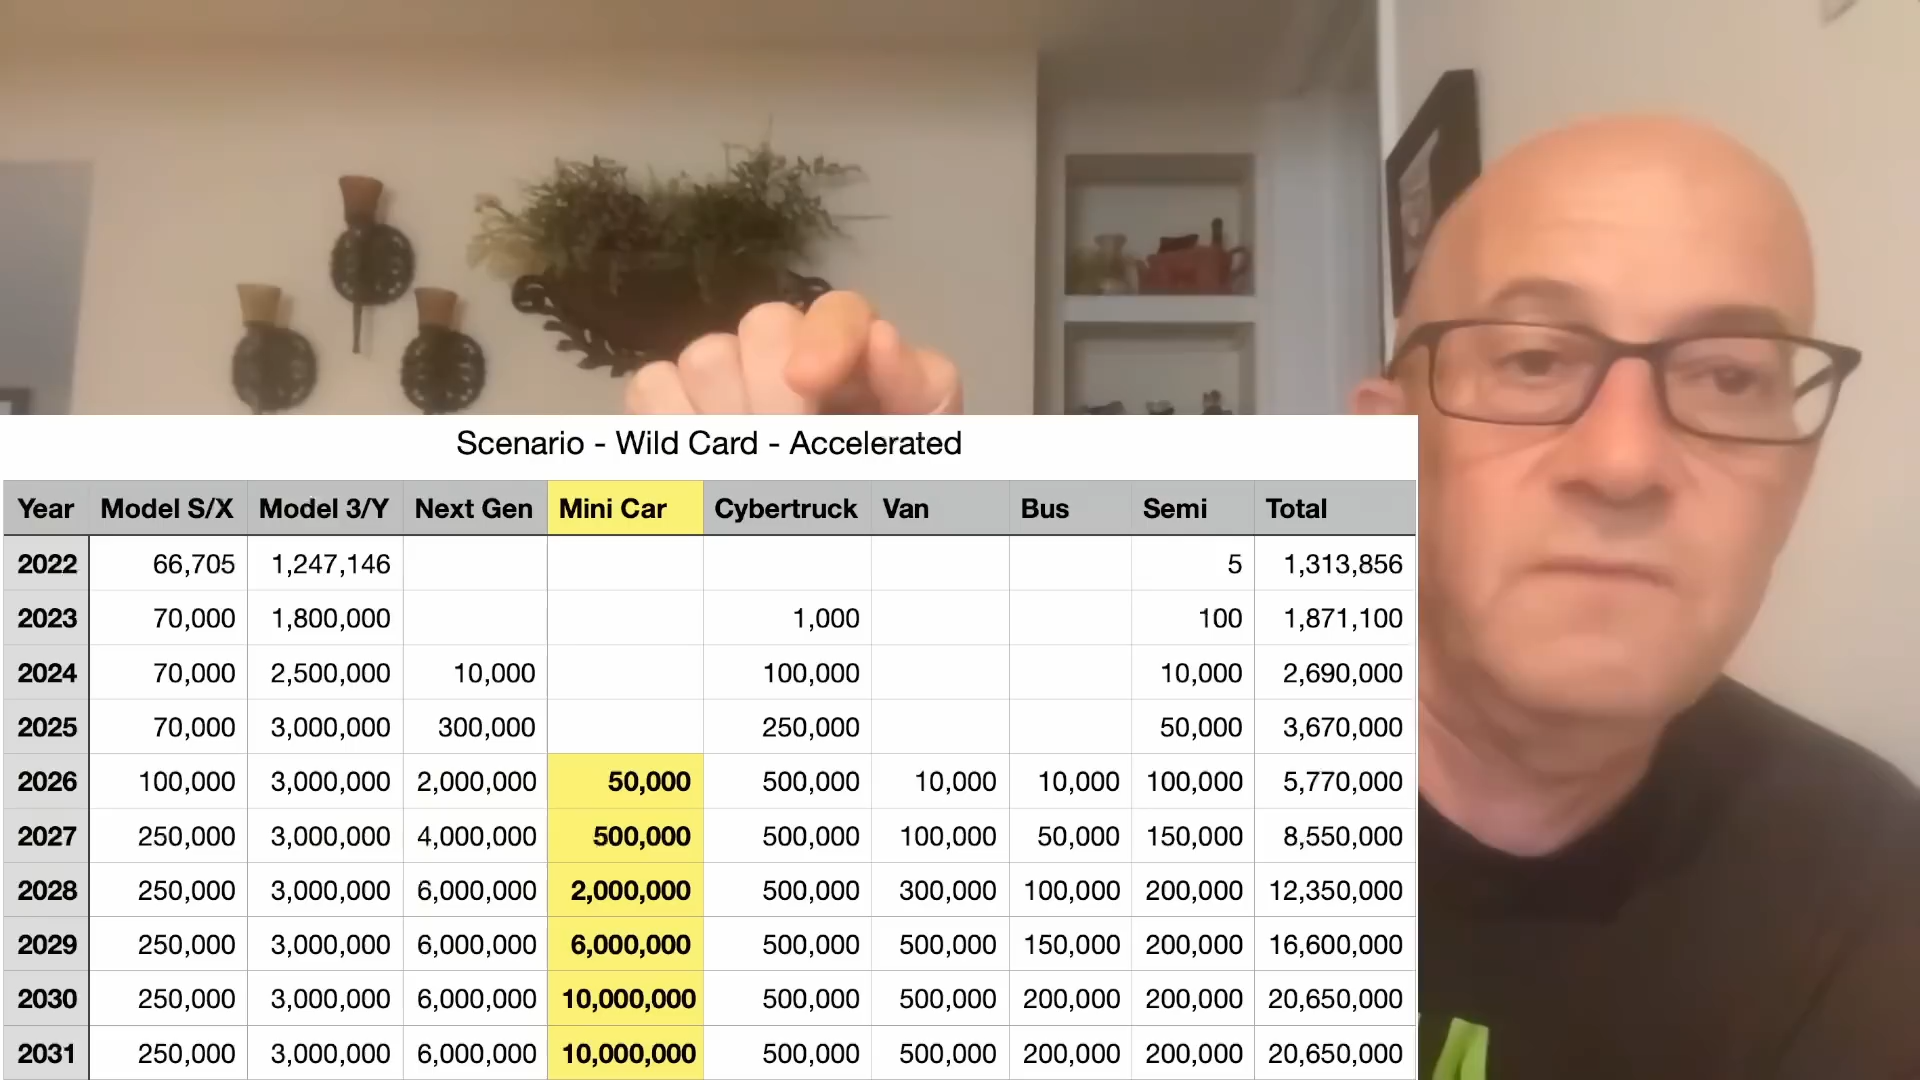 Scenario - Wild Card - Accelerated
Year Model S/X Model 3/Y Next Gen Mini Car Cybertruck Van Bus Semi Total
2022 66,705 1,247,146 5 1,313,856
2023 70,000 1,800,000 1,000 100 1,871,100
2024 70,000 2,500,000 10,000 100,000 10,000 2,690,000
2025 70,000 3,000,000 300,000 250,000 50,000 3,670,000
2026 100,000 3,000,000 2,000,000 50,000 500,000 10,000 10,000 100,000 5,770,000
2027 250,000 3,000,000 4,000,000 500,000 500,000 100,000 50,000 150,000 8,550,000
2028 250,000 3,000,000 6,000,000 2,000,000 500,000 300,000 100,000 200,000 12,350,000
2029 250,000 3,000,000 6,000,000 6,000,000 500,000 500,000 150,000 200,000 16,600,000
2030 250,000 3,000,000 6,000,000 10,000,000 500,000 500,000 200,000 200,000 20,650,000
2031 250,000 3,000,000 6,000,000 10,000,000 500,000 500,000 200,000 200,000 20,650,000